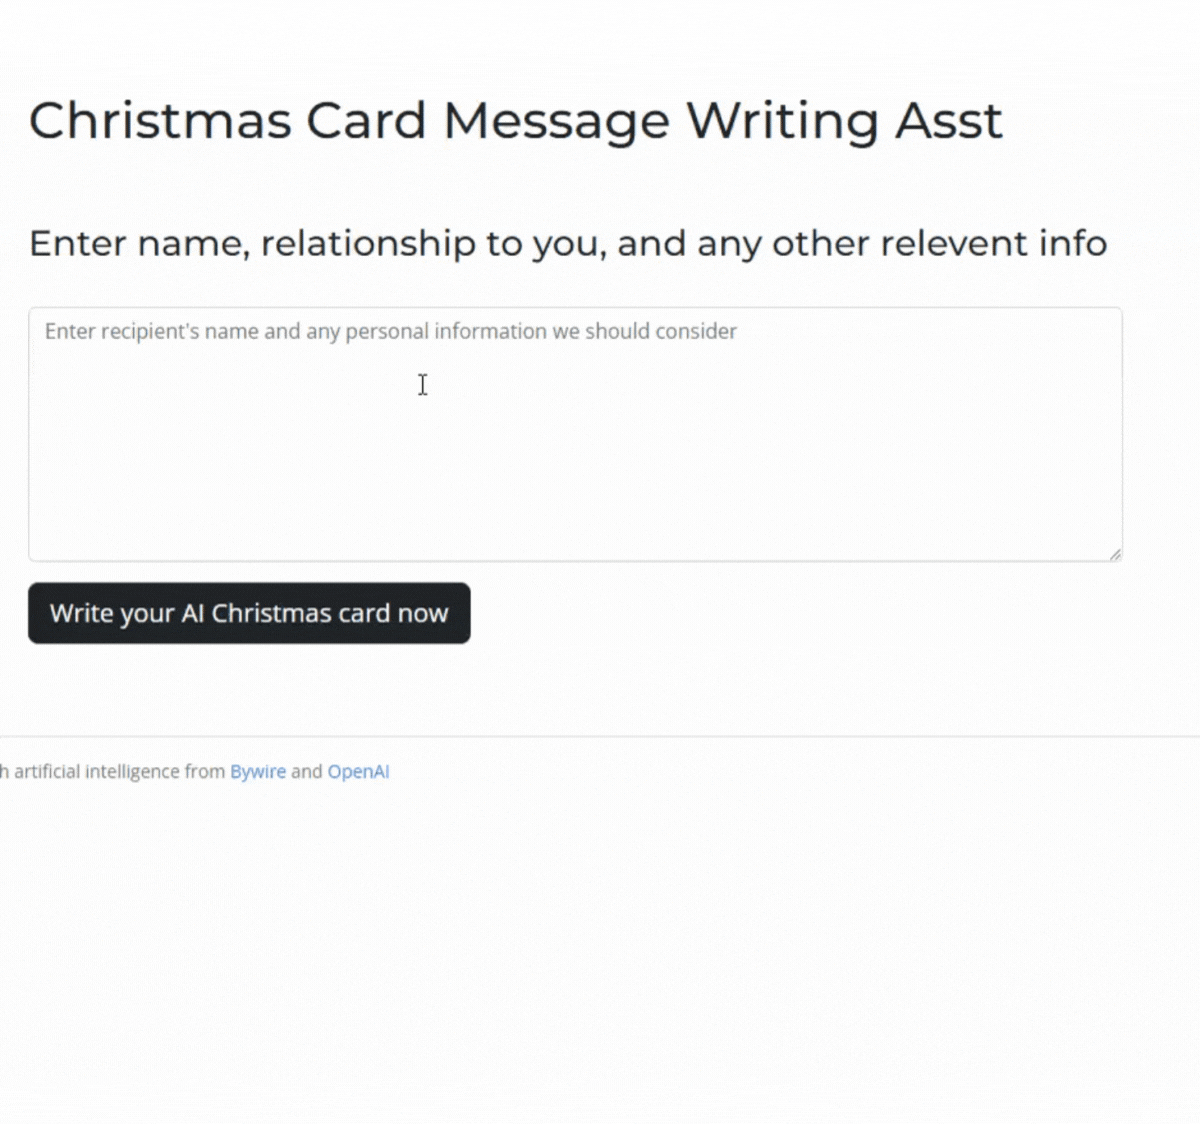 Christmas Card Message Writing Asst
Enter name, relationship to you, and any other relevent info
Enter recipient's name and any personal information we should consider
Write your AI Christmas card now
h artificial intelligence from Bywire and OpenAI